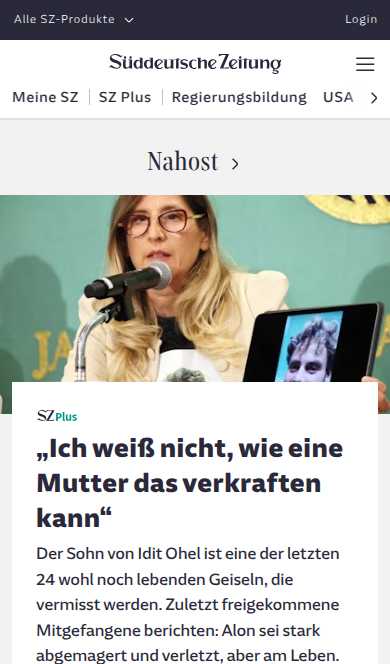 Alle SZ-Produkte
Login
Süddeutsche Zeitung
Meine SZ
SZ Plus
Regierungsbildung
USA
Nahost
JA
SZ Plus
„Ich weiß nicht, wie eine
Mutter das verkraften
kann“
Der Sohn von Idit Ohel ist eine der letzten
24 wohl noch lebenden Geiseln, die
vermisst werden. Zuletzt freigekommene
Mitgefangene berichten: Alon sei stark
abgemagert und verletzt, aber am Leben.